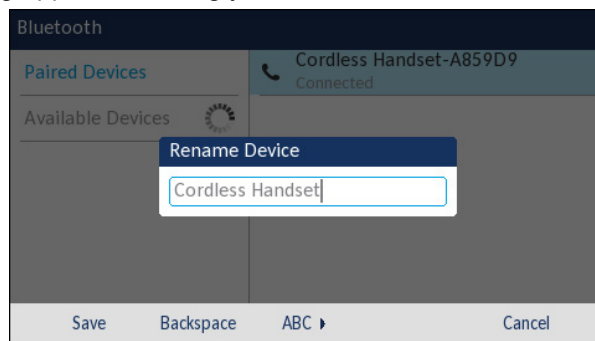 Bluetooth
Paired Devices
Cordless Handset-A859D9
Connected
Available Devices
Rename Device
Cordless Handset
Save Backspace ABC Cancel